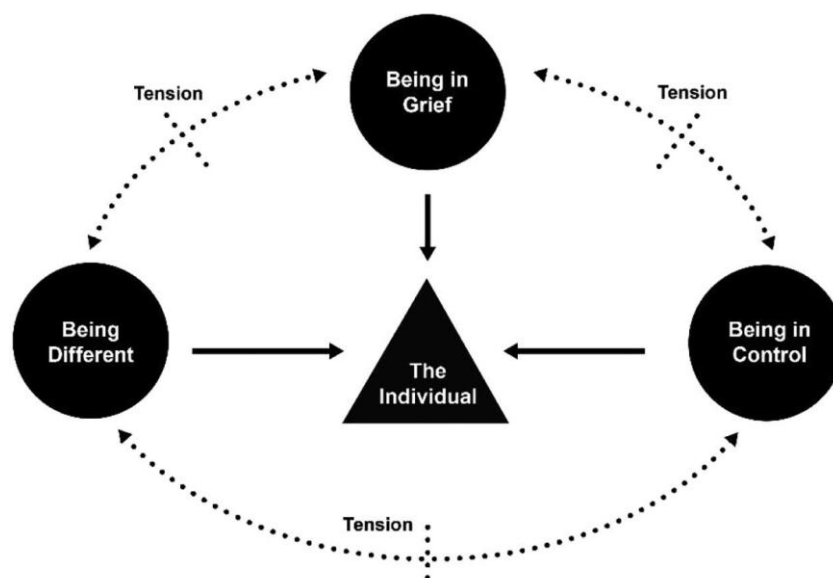 Being in
Grief
Tension
Tension
Being
Different
Being in
Control
The
Individual
Tension